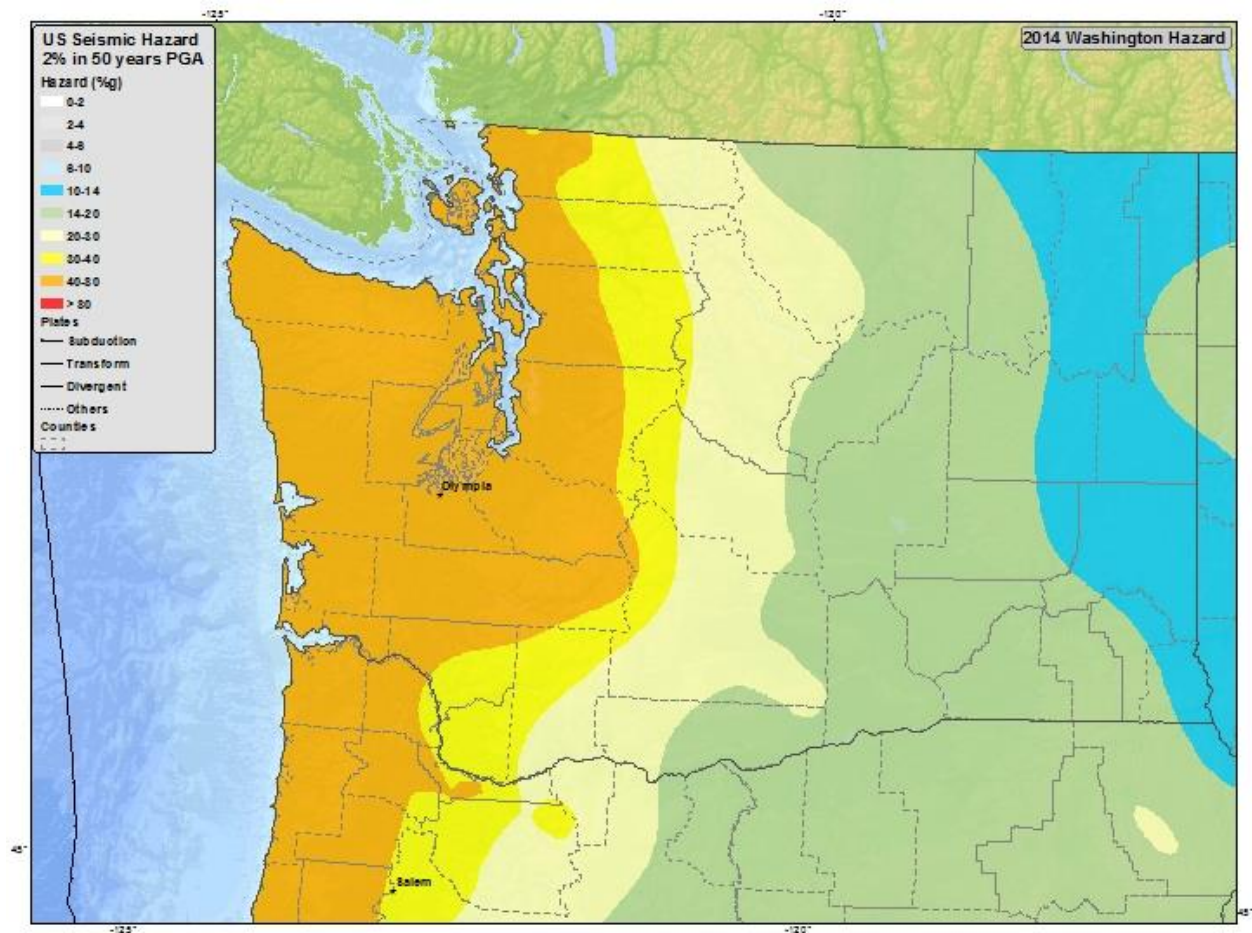 -125°
-120°
US Seismic Hazard
2% in 50 years PGA
Hazard (%g)
0-2
2-4
4-6
6-10
10-14
14-20
20-30
30-40
40-80
> 80
Plates
Subduction
Transform
Divergent
Others
Counties
2014 Washington Hazard
Olympia
45°
Salem
45°
-125°
-120°